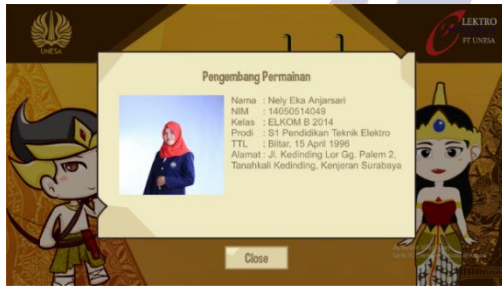 UNESA
LEKTRO
FT UNESA
Pengembang Permainan
Nama : Nely Eka Anjarsari
NIM : 14050514049
Kelas : ELKOM B 2014
Prodi : S1 Pendidikan Teknik Elektro
TTL : Blitar, 15 April 1996
Alamat : Jl. Kedinding Lor Gg. Palem 2,
Tanahkali Kedinding, Kenjeran Surabaya
Close